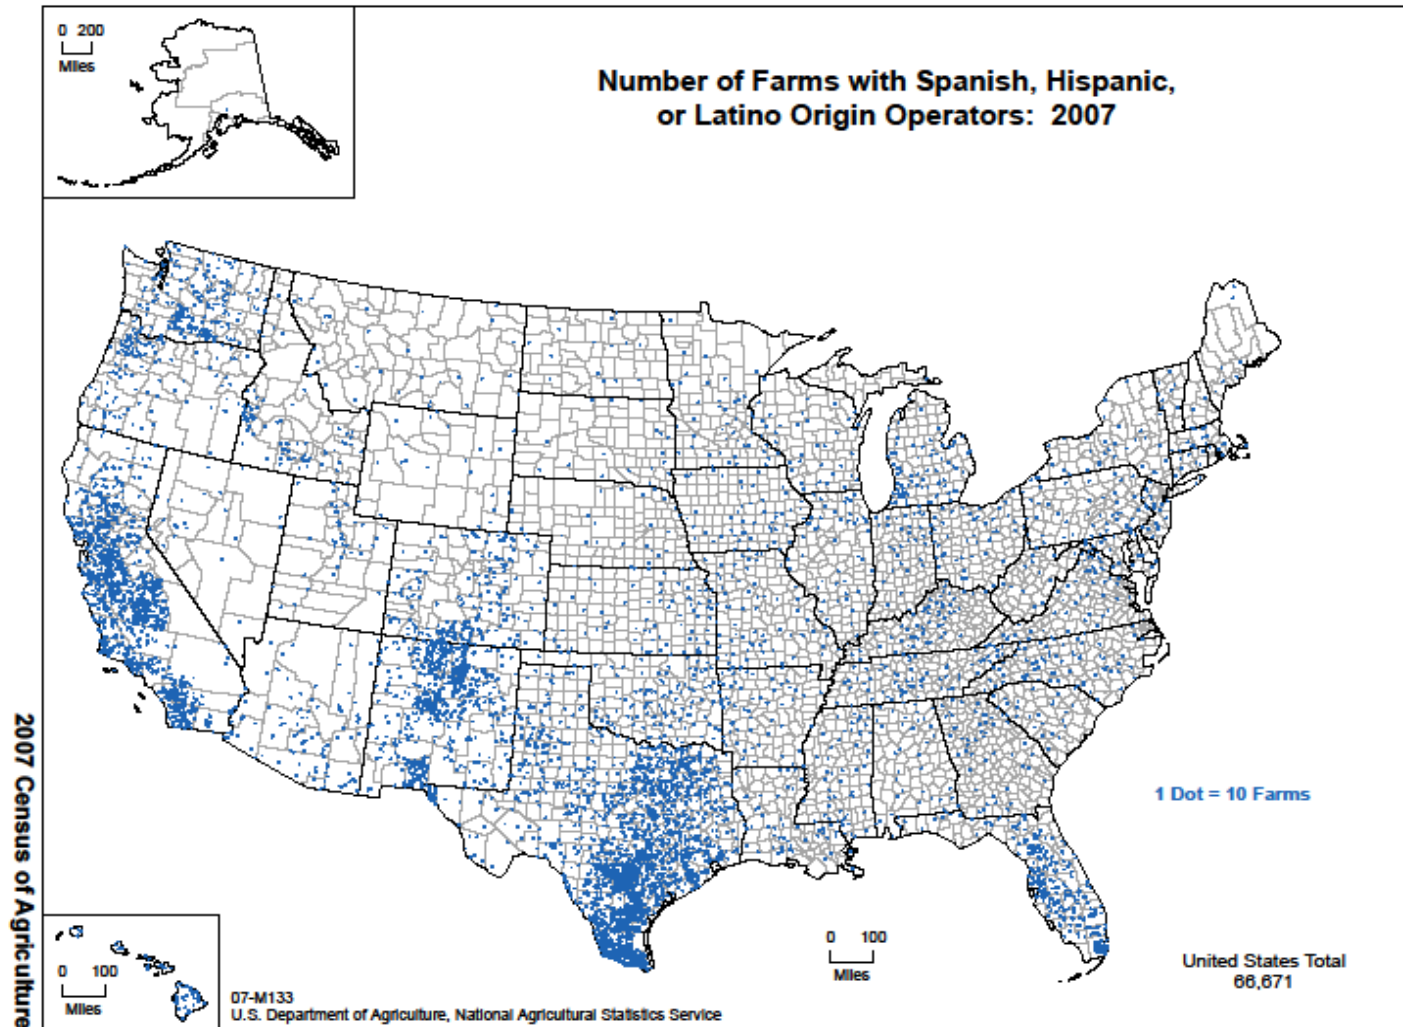 0 200
Miles
Number of Farms with Spanish, Hispanic,
or Latino Origin Operators: 2007
1 Dot = 10 Farms
0 100
Miles
United States Total
66,671
0 100
Miles
07-M133
U.S. Department of Agriculture, National Agricultural Statistics Service
2007 Census of Agriculture